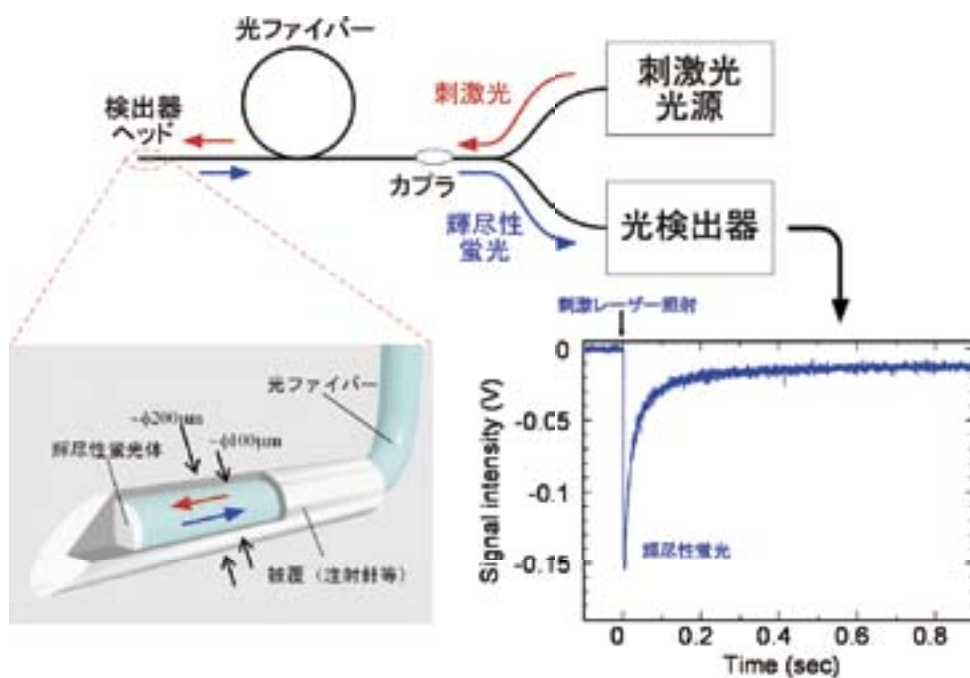 光ファイバー
刺激光
光源
刺激光
検出器
ヘッド
カプラ
輝尽性
蛍光
光検出器
刺激レーザー照射
光ファイバー
~φ200μm
~φ100μm
輝尽性蛍光体
被覆（注射針等）
Signal intensity (V)
0
-0.05
-0.1
-0.15
輝尽性蛍光
0 0.2 0.4 0.6 0.8
Time (sec)